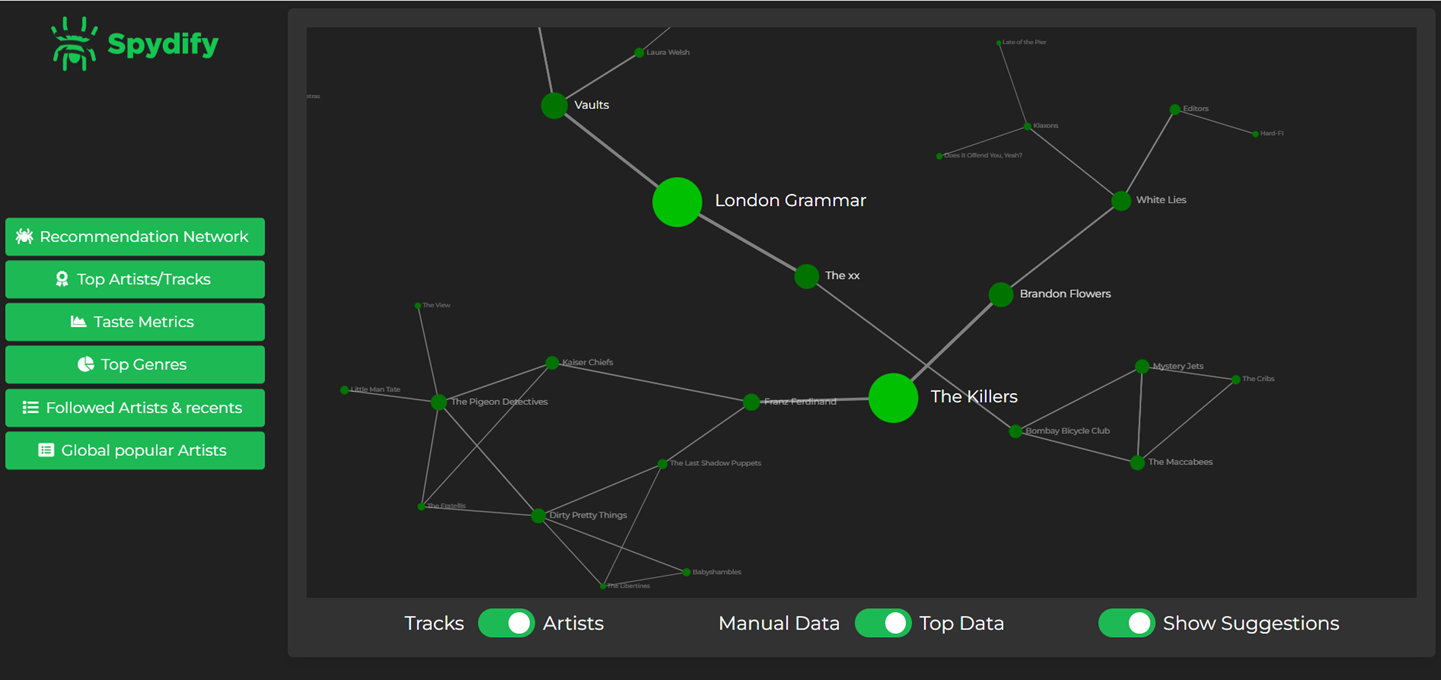 Spydify
Recommendation Network
Top Artists/Tracks
Taste Metrics
Top Genres
Followed Artists & recents
Global popular Artists
Late of the Pier
Laura Welsh
Vaults
Editors
Klaxons
Hard-Fi
Does It Offend You, Yeah?
London Grammar
White Lies
The xx
Brandon Flowers
The View
Kaiser Chiefs
Mystery Jets
The Cribs
Little Man Tate
The Pigeon Detectives
Franz Ferdinand
The Killers
Bombay Bicycle Club
The Last Shadow Puppets
The Maccabees
The Fratellis
Dirty Pretty Things
Babyshambles
The Libertines
Tracks Artists
Manual Data Top Data
Show Suggestions